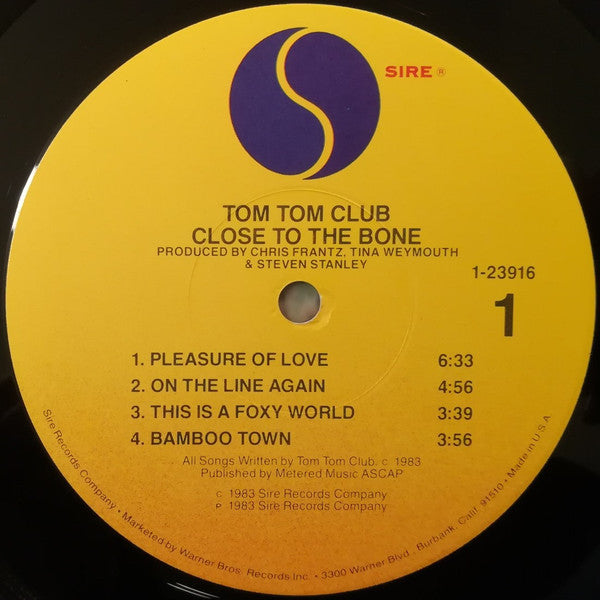 SIRE ®
TOM TOM CLUB
CLOSE TO THE BONE
PRODUCED BY CHRIS FRANTZ, TINA WEYMOUTH
& STEVEN STANLEY
1-23916
1
1. PLEASURE OF LOVE 6:33
2. ON THE LINE AGAIN 4:56
3. THIS IS A FOXY WORLD 3:39
4. BAMBOO TOWN 3:56
All Songs Written by Tom Tom Club. © 1983
Published by Metered Music ASCAP
© 1983 Sire Records Company
℗ 1983 Sire Records Company
Sire Records Company • Marketed by Warner Bros. Records Inc. • 3300 Warner Blvd., Burbank, Calif. 91510 • Made in U.S.A.